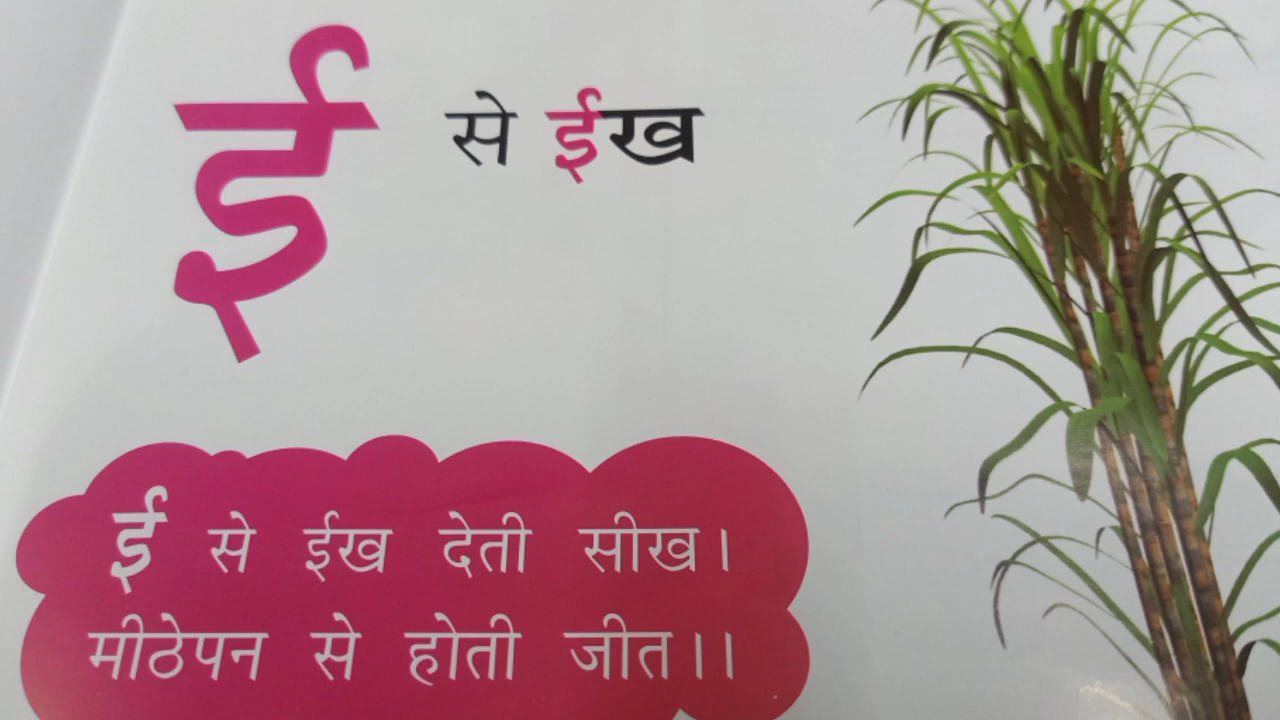 ई से ईख
ई से ईख देती सीख।
मीठेपन से होती जीत।।